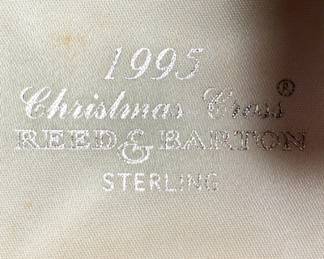 1995
Christmas Cross®
REED & BARTON
STERLING